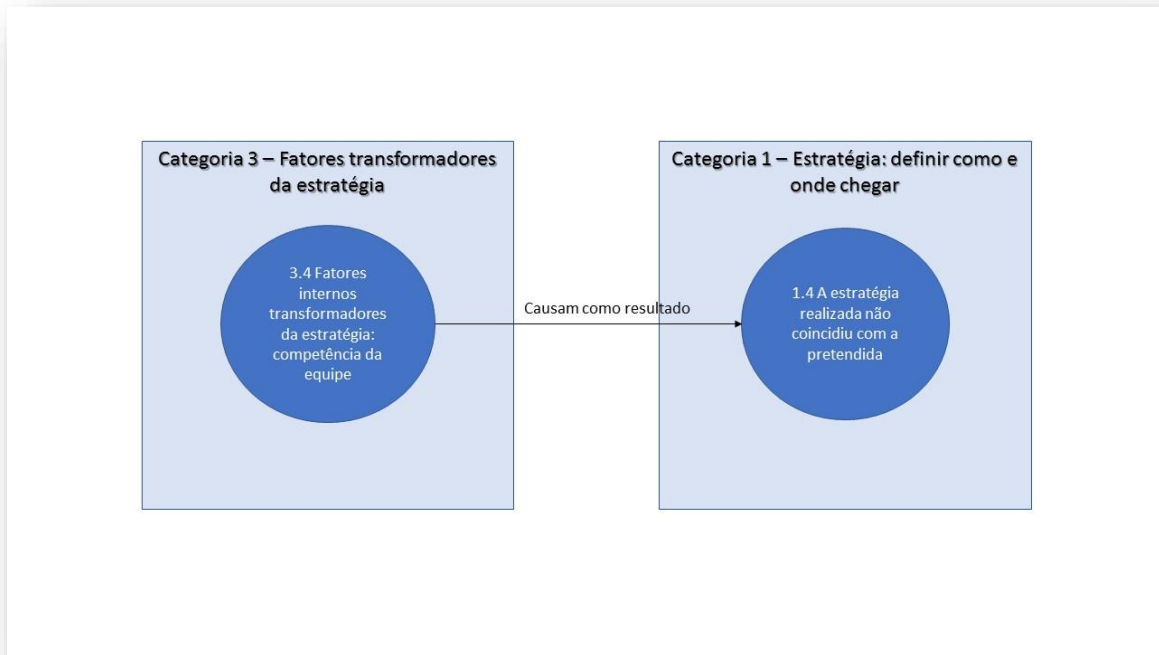 Categoria 3 – Fatores transformadores
da estratégia
3.4 Fatores
internos
transformadores
da estratégia:
competência da
equipe
Causam como resultado
Categoria 1 – Estratégia: definir como e
onde chegar
1.4 A estratégia
realizada não
coincidiu com a
pretendida